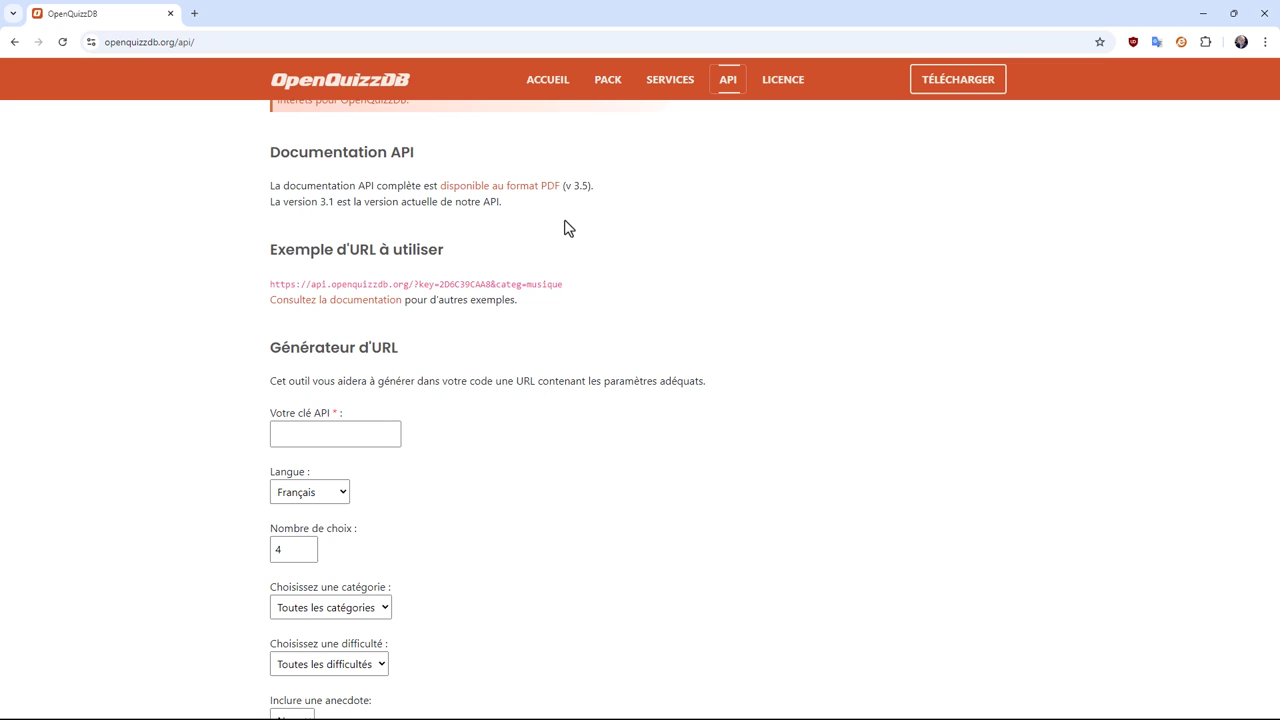 OpenQuizzDB
openquizzdb.org/api/
OpenQuizzDB
ACCUEIL
PACK
SERVICES
API
LICENCE
TÉLÉCHARGER
intérêts pour OpenQuizzDB.
Documentation API
La documentation API complète est disponible au format PDF (v 3.5).
La version 3.1 est la version actuelle de notre API.
Exemple d'URL à utiliser
https://api.openquizzdb.org/?key=2D6C39CAA8&categ=musique
Consultez la documentation pour d'autres exemples.
Générateur d'URL
Cet outil vous aidera à générer dans votre code une URL contenant les paramètres adéquats.
Votre clé API * :
Langue :
Français
Nombre de choix :
4
Choisissez une catégorie :
Toutes les catégories
Choisissez une difficulté :
Toutes les difficultés
Inclure une anecdote: